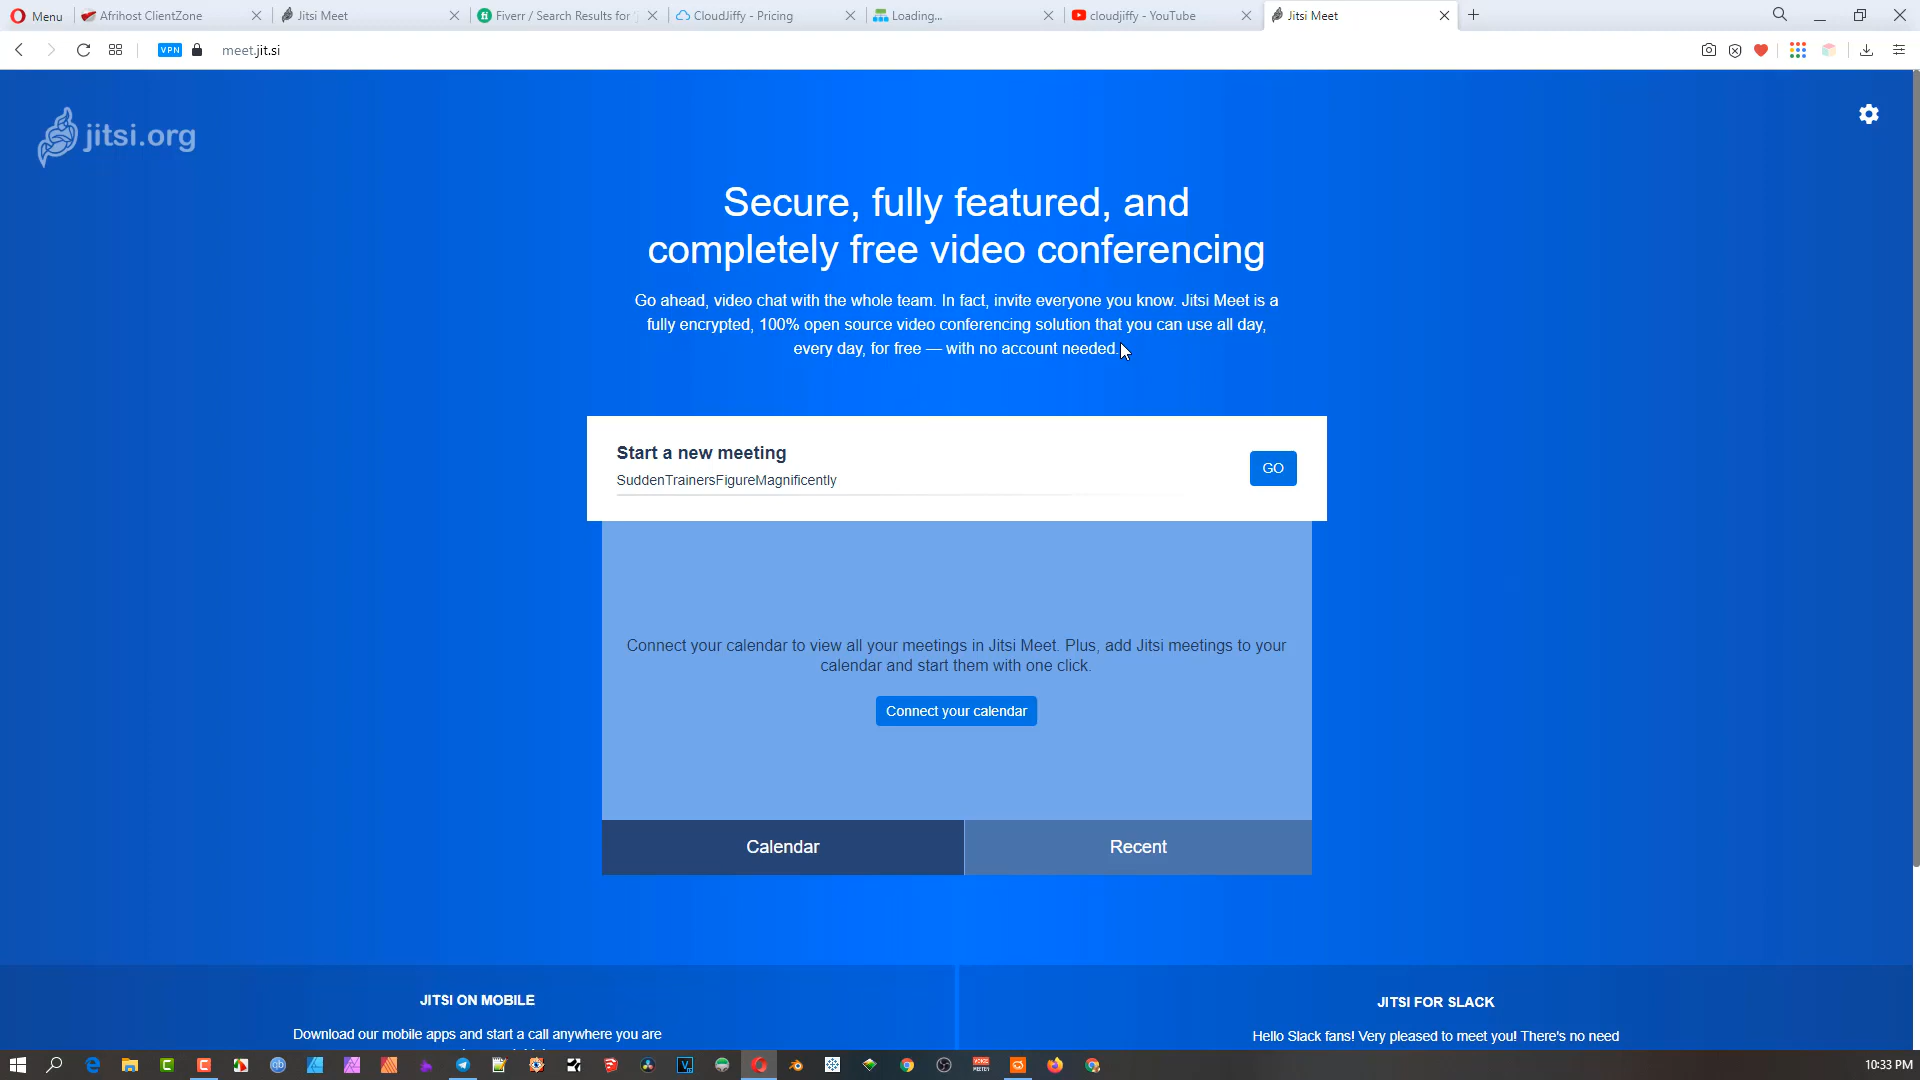 Menu
Afrihost ClientZone
Jitsi Meet
Fiverr / Search Results for
CloudJiffy - Pricing
Loading...
cloudjiffy - YouTube
Jitsi Meet
VPN
meet.jit.si
jitsi.org
Secure, fully featured, and
completely free video conferencing
Go ahead, video chat with the whole team. In fact, invite everyone you know. Jitsi Meet is a
fully encrypted, 100% open source video conferencing solution that you can use all day,
every day, for free — with no account needed.
Start a new meeting
SuddenTrainersFigureMagnificently
GO
Connect your calendar to view all your meetings in Jitsi Meet. Plus, add Jitsi meetings to your
calendar and start them with one click.
Connect your calendar
Calendar
Recent
JITSI ON MOBILE
Download our mobile apps and start a call anywhere you are
JITSI FOR SLACK
Hello Slack fans! Very pleased to meet you! There's no need
10:33 PM